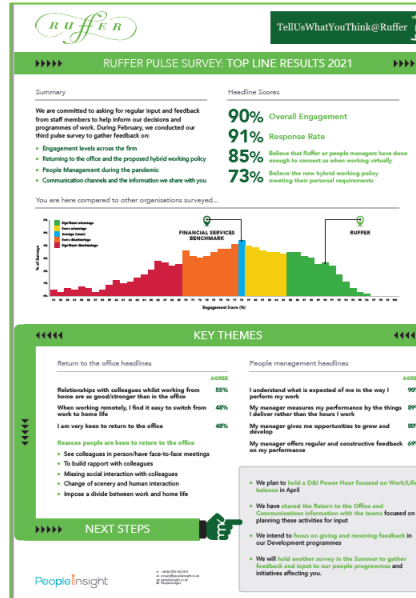 RUFFER
TellUsWhatYouThink@Ruffer
RUFFER PULSE SURVEY: TOP LINE RESULTS 2021
Summary
We are committed to asking for regular input and feedback
from staff members to help inform our decisions and
programmes of work. During February, we conducted our
third pulse survey to gather feedback on:
• Engagement levels across the firm
• Returning to the office and the proposed hybrid working policy
• People Management during the pandemic
• Communication channels and the information we share with you
Headline Scores
90% Overall Engagement
91% Response Rate
85% Believe that Ruffer or people managers have done
enough to connect us when working virtually
73% Believe the new hybrid working policy
meeting their personal requirements
You are here compared to other organisations surveyed...
FINANCIAL SERVICES
BENCHMARK
RUFFER
% of Surveys
Engagement Score (%)
KEY THEMES
Return to the office headlines
AGREE
Relationships with colleagues whilst working from 55%
home are as good/stronger than in the office
When working remotely, I find it easy to switch from 48%
work to home life
I am very keen to return to the office 48%
Reasons people are keen to return to the office
• See colleagues in person/have face-to-face meetings
• To build rapport with colleagues
• Missing social interaction with colleagues
• Change of scenery and human interaction
• Impose a divide between work and home life
People management headlines
AGREE
I understand what is expected of me in the way I 90%
perform my work
My manager measures my performance by the things 89%
I deliver rather than the hours I work
My manager gives me opportunities to grow and 80%
develop
My manager offers regular and constructive feedback 69%
on my performance
NEXT STEPS
• We plan to hold a D&I Power Hour focused on Work/Life
balance in April
• We have shared the Return to the Office and
Communications information with the teams focused on
planning these activities for input
• We intend to focus on giving and receiving feedback in
our Development programmes
• We will hold another survey in the Summer to gather
feedback and input to our people programmes and
initiatives affecting you.
PeopleInsight